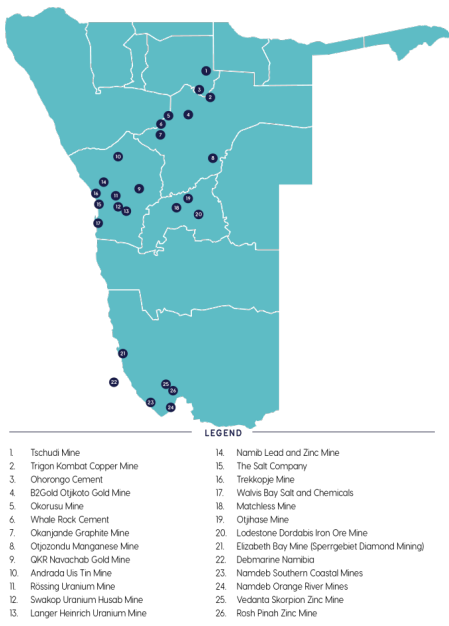 1
3
2
5
4
6
7
10
8
14
9
16
11
19
15
12
13
18
20
17
21
22
25
26
23
24
LEGEND
1. Tschudi Mine
2. Trigon Kombat Copper Mine
3. Ohorongo Cement
4. B2Gold Otjikoto Gold Mine
5. Okorusu Mine
6. Whale Rock Cement
7. Okanjande Graphite Mine
8. Otjozondu Manganese Mine
9. QKR Navachab Gold Mine
10. Andrada Uis Tin Mine
11. Rössing Uranium Mine
12. Swakop Uranium Husab Mine
13. Langer Heinrich Uranium Mine
14. Namib Lead and Zinc Mine
15. The Salt Company
16. Trekkopje Mine
17. Walvis Bay Salt and Chemicals
18. Matchless Mine
19. Otjihase Mine
20. Lodestone Dordabis Iron Ore Mine
21. Elizabeth Bay Mine (Sperrgebiet Diamond Mining)
22. Debmarine Namibia
23. Namdeb Southern Coastal Mines
24. Namdeb Orange River Mines
25. Vedanta Skorpion Zinc Mine
26. Rosh Pinah Zinc Mine